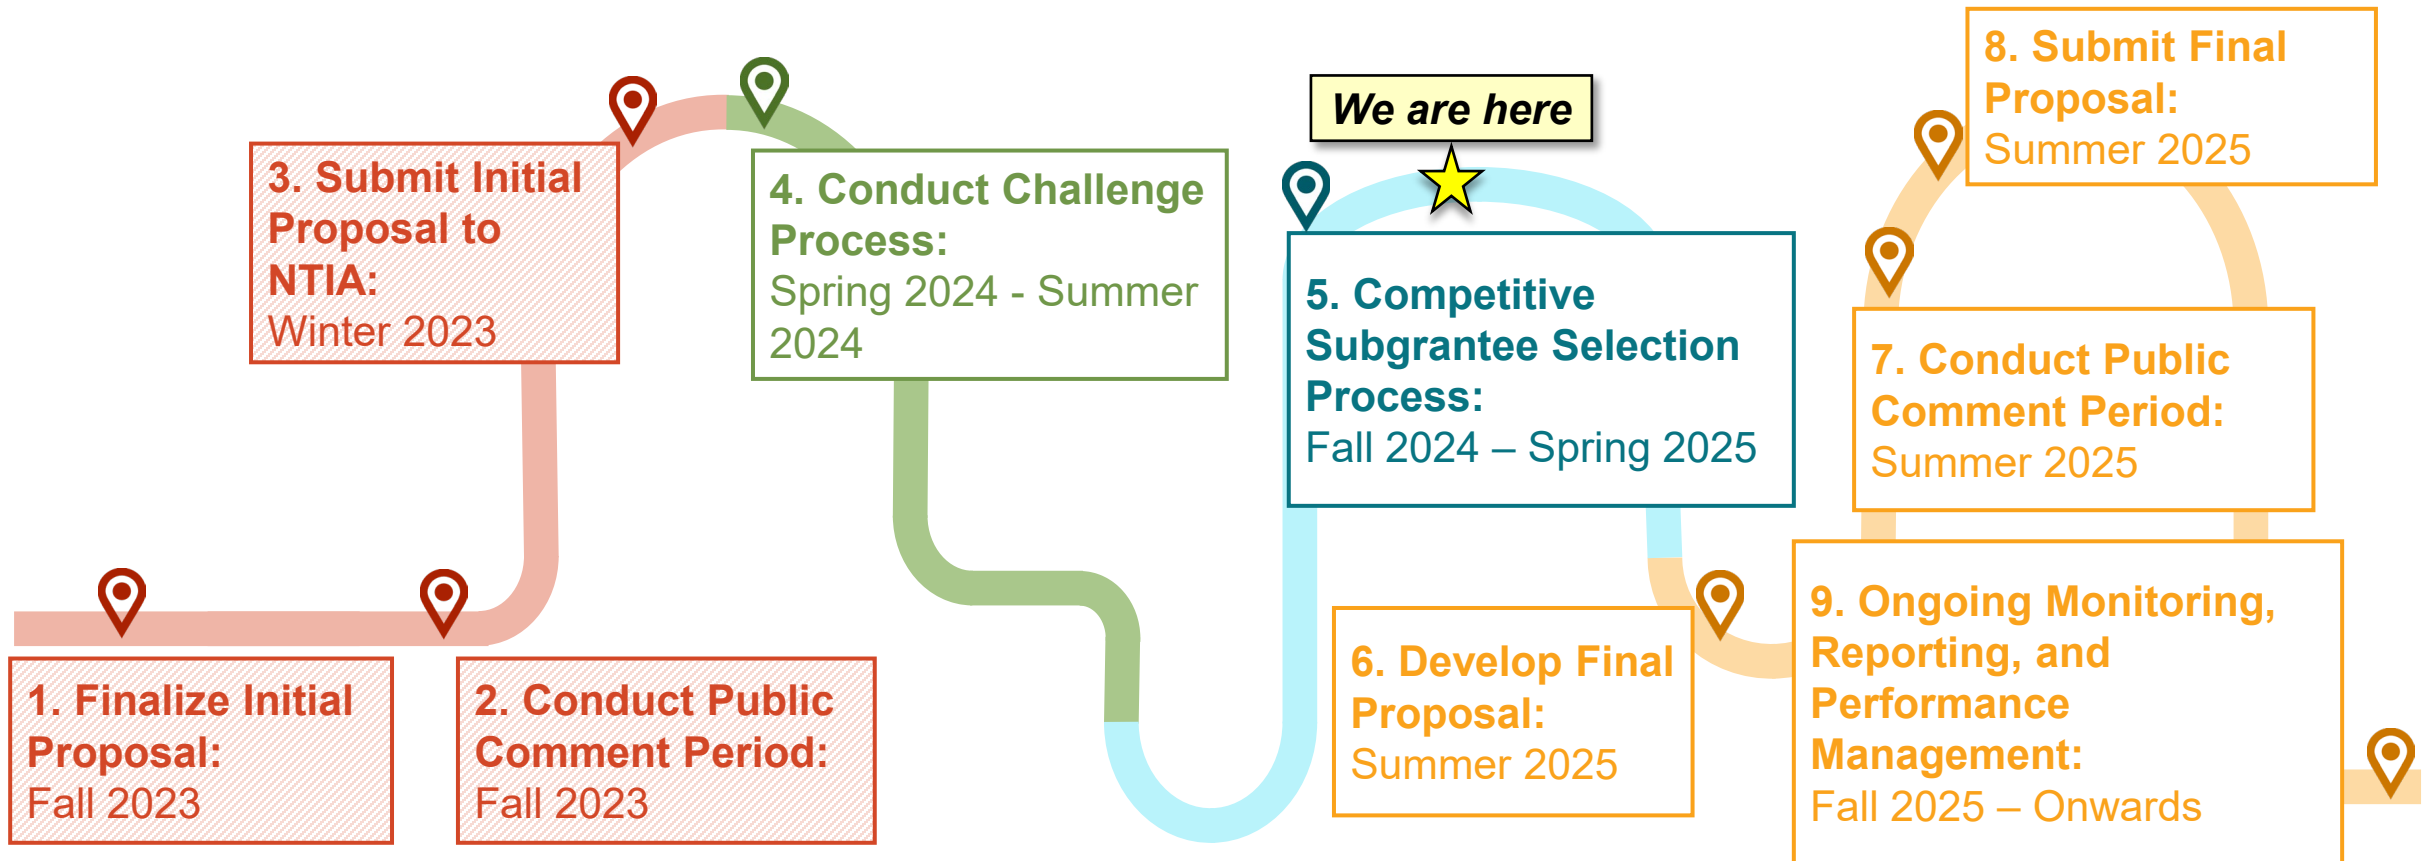 1. Finalize Initial
Proposal:
Fall 2023
2. Conduct Public
Comment Period:
Fall 2023
3. Submit Initial
Proposal to
NTIA:
Winter 2023
4. Conduct Challenge
Process:
Spring 2024 - Summer
2024
We are here
5. Competitive
Subgrantee Selection
Process:
Fall 2024 – Spring 2025
6. Develop Final
Proposal:
Summer 2025
7. Conduct Public
Comment Period:
Summer 2025
8. Submit Final
Proposal:
Summer 2025
9. Ongoing Monitoring,
Reporting, and
Performance
Management:
Fall 2025 – Onwards